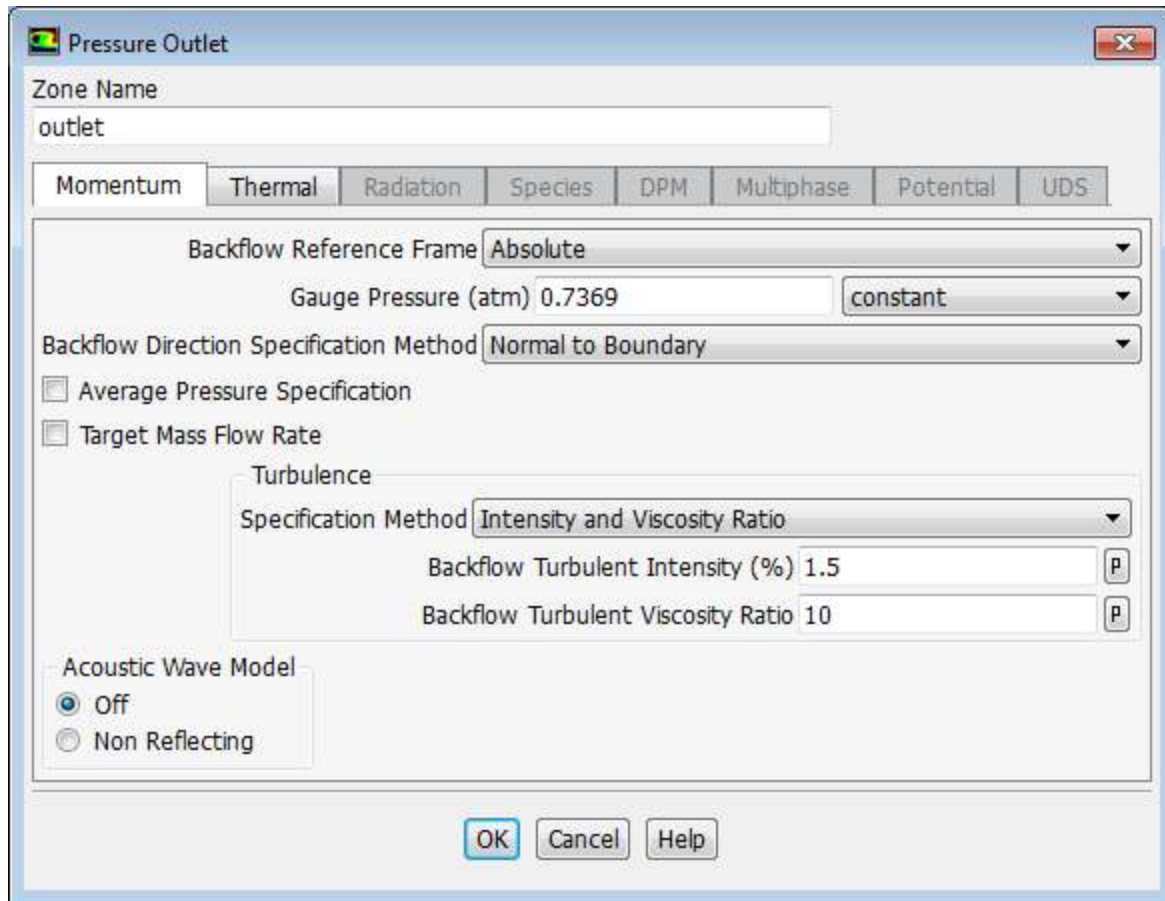 Pressure Outlet
Zone Name
outlet
Momentum Thermal Radiation Species DPM Multiphase Potential UDS
Backflow Reference Frame Absolute
Gauge Pressure (atm) 0.7369 constant
Backflow Direction Specification Method Normal to Boundary
Average Pressure Specification
Target Mass Flow Rate
Turbulence
Specification Method Intensity and Viscosity Ratio
Backflow Turbulent Intensity (%) 1.5 P
Backflow Turbulent Viscosity Ratio 10 P
Acoustic Wave Model
Off
Non Reflecting
OK Cancel Help